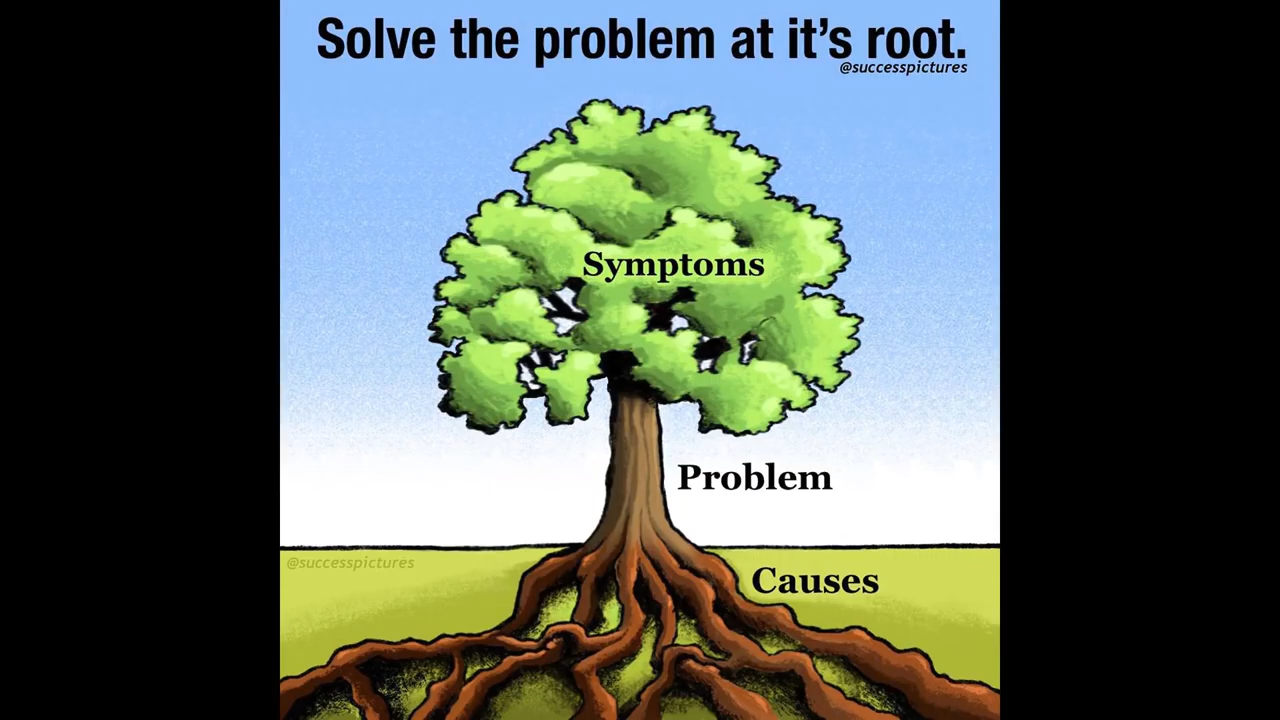 Solve the problem at it's root.
@successpictures
Symptoms
Problem
@successpictures
Causes